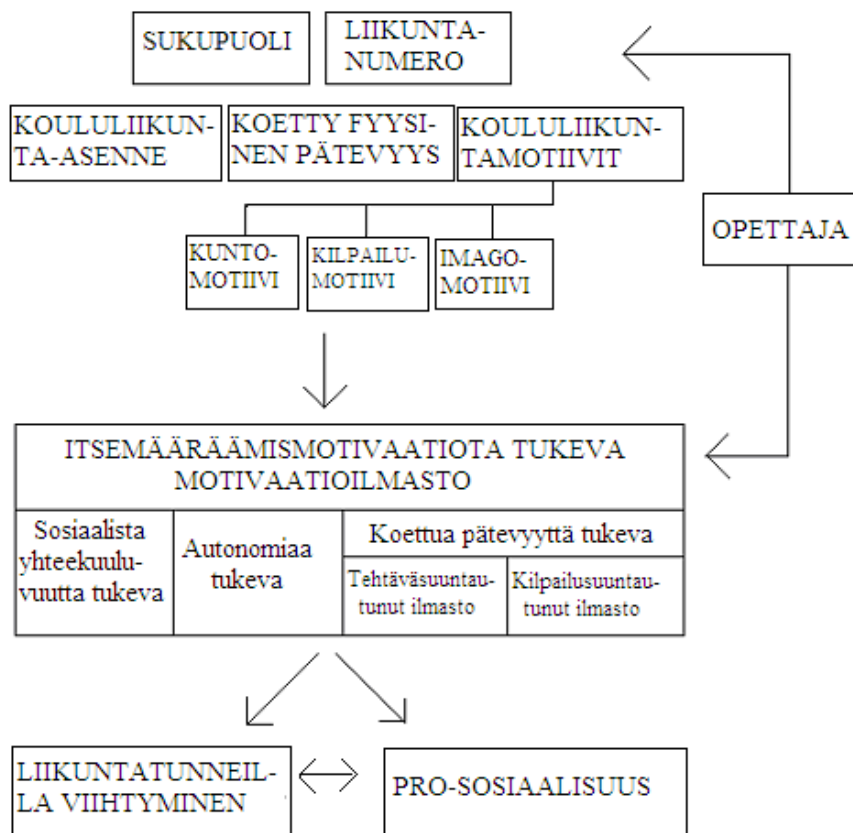 SUKUPUOLI
LIIKUNTA-
NUMERO
KOULULIIKUN-
TA-ASENNE
KOETTY FYYSI-
NEN PÄTEVYYS
KOULULIIKUN-
TAMOTIIVIT
OPETTAJA
KUNTO-
MOTIIVI
KILPAILU-
MOTIIVI
IMAGO-
MOTIIVI
ITSEMÄÄRÄÄMISMOTIVAATIOTA TUKEVA
MOTIVAATIOILMASTO
Sosiaalista
yhteekuulu-
vuutta tukeva
Autonomiaa
tukeva
Koettua pätevyyttä tukeva
Tehtäväsuuntau-
tunut ilmasto
Kilpailusuuntau-
tunut ilmasto
LIIKUNTATUNNEIL-
LA VIIHTYMINEN
PRO-SOSIAALISUUS